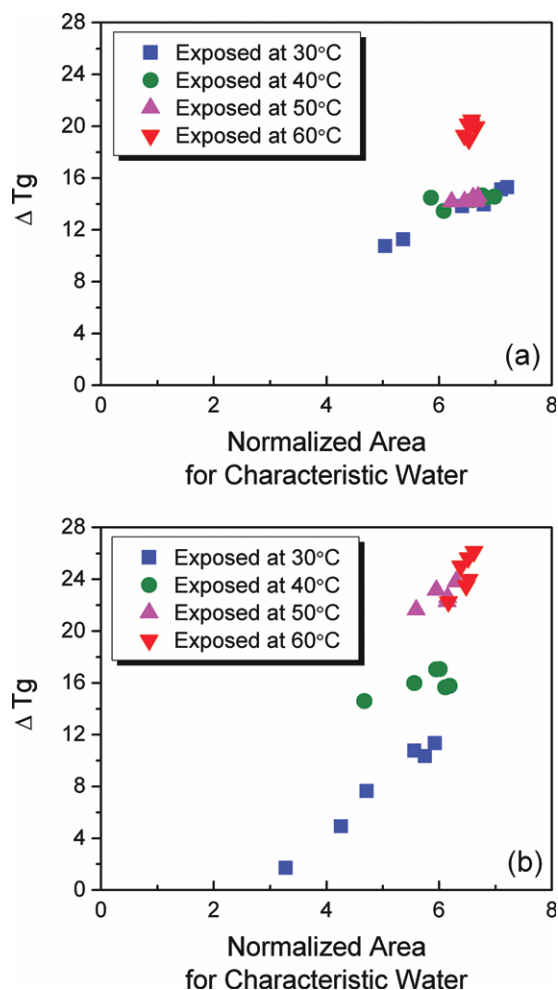 28
24
20
16
12
8
4
0
Δ Tg
Exposed at 30°C
Exposed at 40°C
Exposed at 50°C
Exposed at 60°C
(a)
0 2 4 6 8
Normalized Area
for Characteristic Water
28
24
20
16
12
8
4
0
Δ Tg
Exposed at 30°C
Exposed at 40°C
Exposed at 50°C
Exposed at 60°C
(b)
0 2 4 6 8
Normalized Area
for Characteristic Water